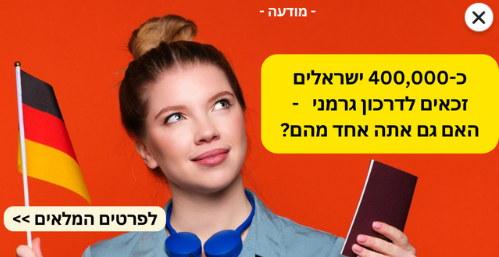 - מודעה -
כ-400,000 ישראלים
זכאים לדרכון גרמני -
האם גם אתה אחד מהם?
לפרטים המלאים >>